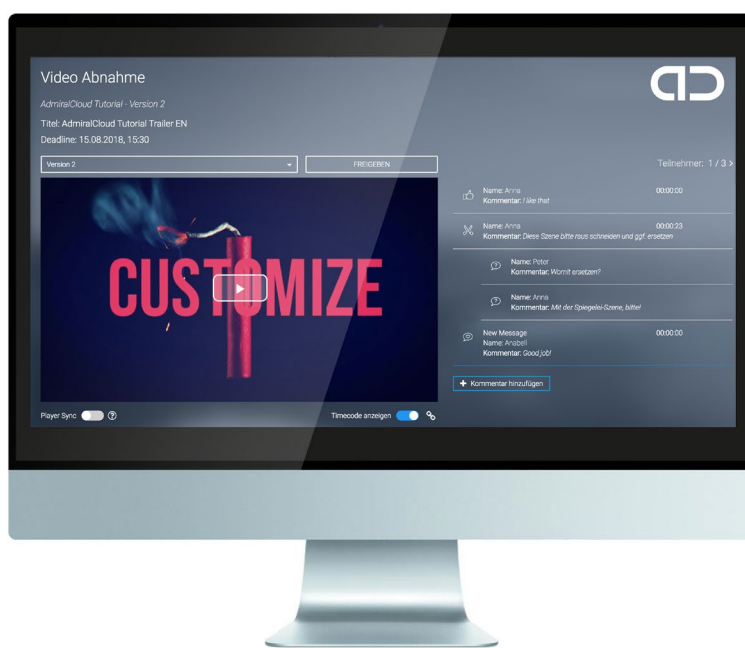 Video Abnahme
AdmiralCloud Tutorial - Version 2
Titel: AdmiralCloud Tutorial Trailer EN
Deadline: 15.08.2018, 15:30
Version 2
FREIGEBEN
CUSTOMIZE
Player Sync
Timecode anzeigen
Teilnehmer: 1 / 3 >
Name: Anna 00:00:00
Kommentar: I like that
Name: Anna 00:00:23
Kommentar: Diese Szene bitte raus schneiden und ggf. ersetzen
Name: Peter
Kommentar: Womit ersetzen?
Name: Anna
Kommentar: Mit der Spiegelei-Szene, bitte!
New Message 00:00:00
Name: Anabell
Kommentar: Good job!
+ Kommentar hinzufügen